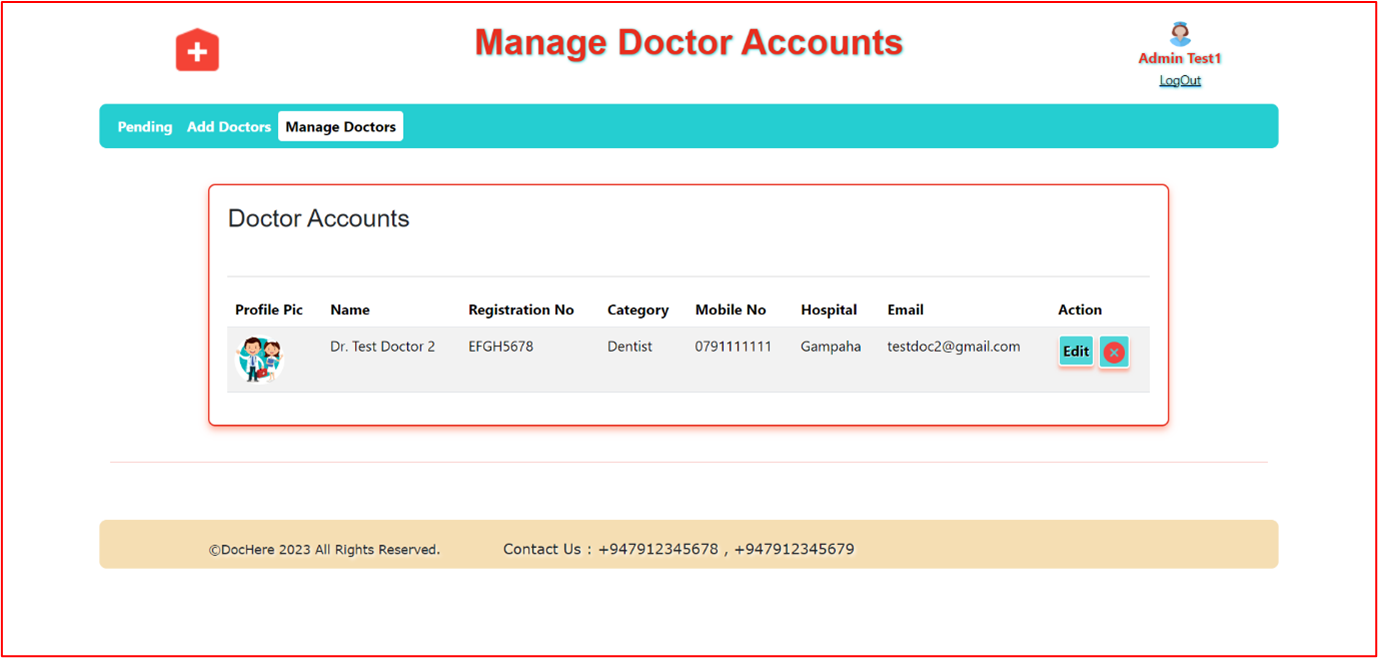 Manage Doctor Accounts
Admin Test1
LogOut
Pending Add Doctors Manage Doctors
Doctor Accounts
Profile Pic Name Registration No Category Mobile No Hospital Email Action
Dr. Test Doctor 2 EFGH5678 Dentist 0791111111 Gampaha testdoc2@gmail.com Edit
©DocHere 2023 All Rights Reserved. Contact Us : +947912345678 , +947912345679